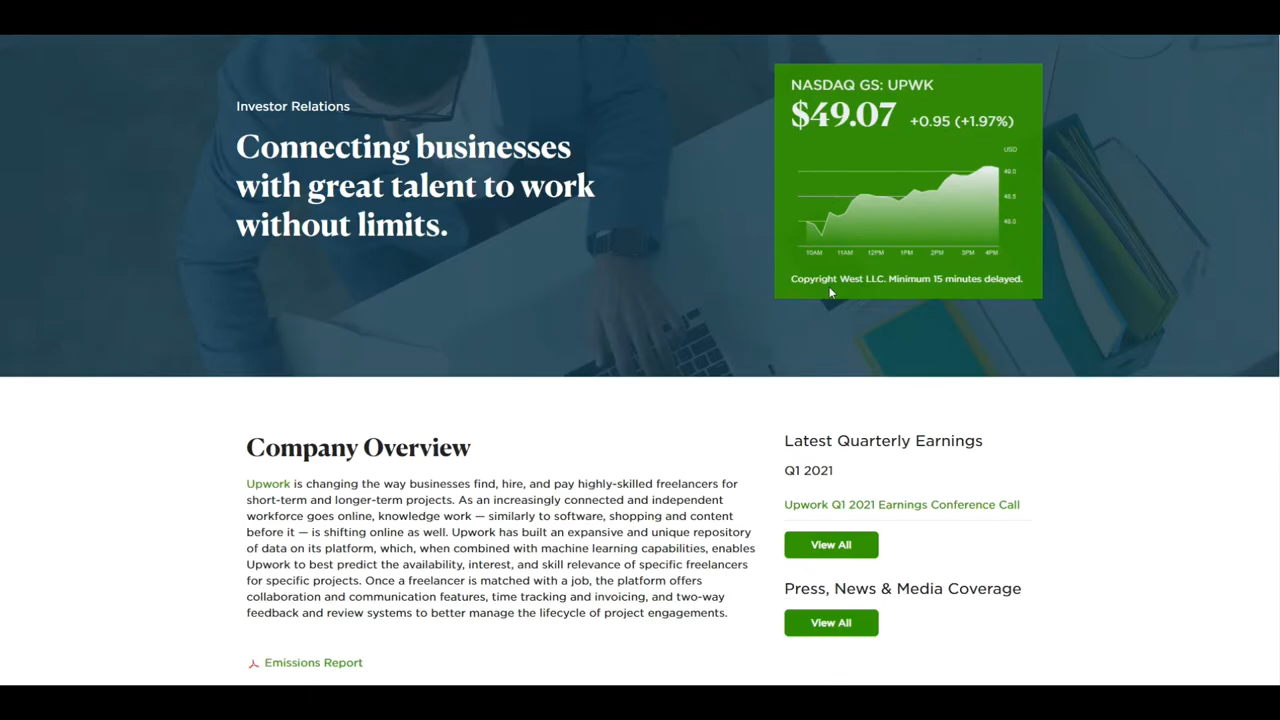 Investor Relations
Connecting businesses
with great talent to work
without limits.
NASDAQ GS: UPWK
$49.07 +0.95 (+1.97%)
USD
49.0
48.5
48.0
10AM 11AM 12PM 1PM 2PM 3PM 4PM
Copyright West LLC. Minimum 15 minutes delayed.
Company Overview
Upwork is changing the way businesses find, hire, and pay highly-skilled freelancers for
short-term and longer-term projects. As an increasingly connected and independent
workforce goes online, knowledge work — similarly to software, shopping and content
before it — is shifting online as well. Upwork has built an expansive and unique repository
of data on its platform, which, when combined with machine learning capabilities, enables
Upwork to best predict the availability, interest, and skill relevance of specific freelancers
for specific projects. Once a freelancer is matched with a job, the platform offers
collaboration and communication features, time tracking and invoicing, and two-way
feedback and review systems to better manage the lifecycle of project engagements.
Emissions Report
Latest Quarterly Earnings
Q1 2021
Upwork Q1 2021 Earnings Conference Call
View All
Press, News & Media Coverage
View All